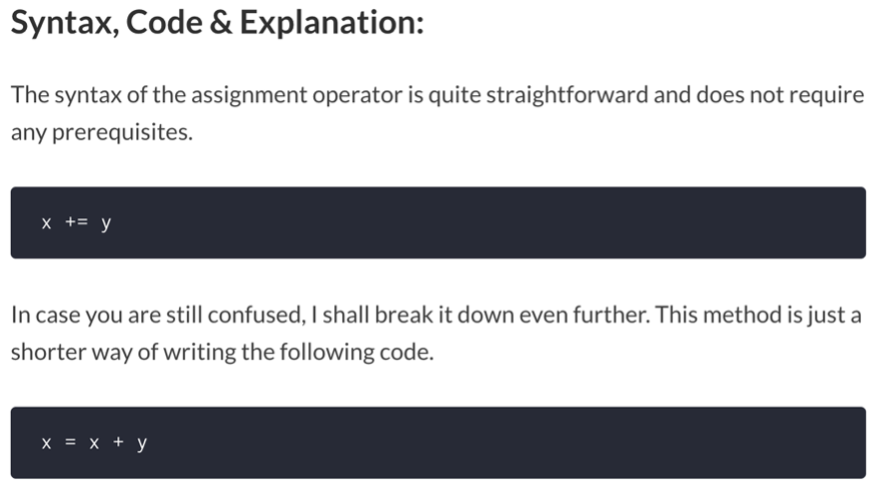 Syntax, Code & Explanation:
The syntax of the assignment operator is quite straightforward and does not require
any prerequisites.
x += y
In case you are still confused, I shall break it down even further. This method is just a
shorter way of writing the following code.
x = x + y